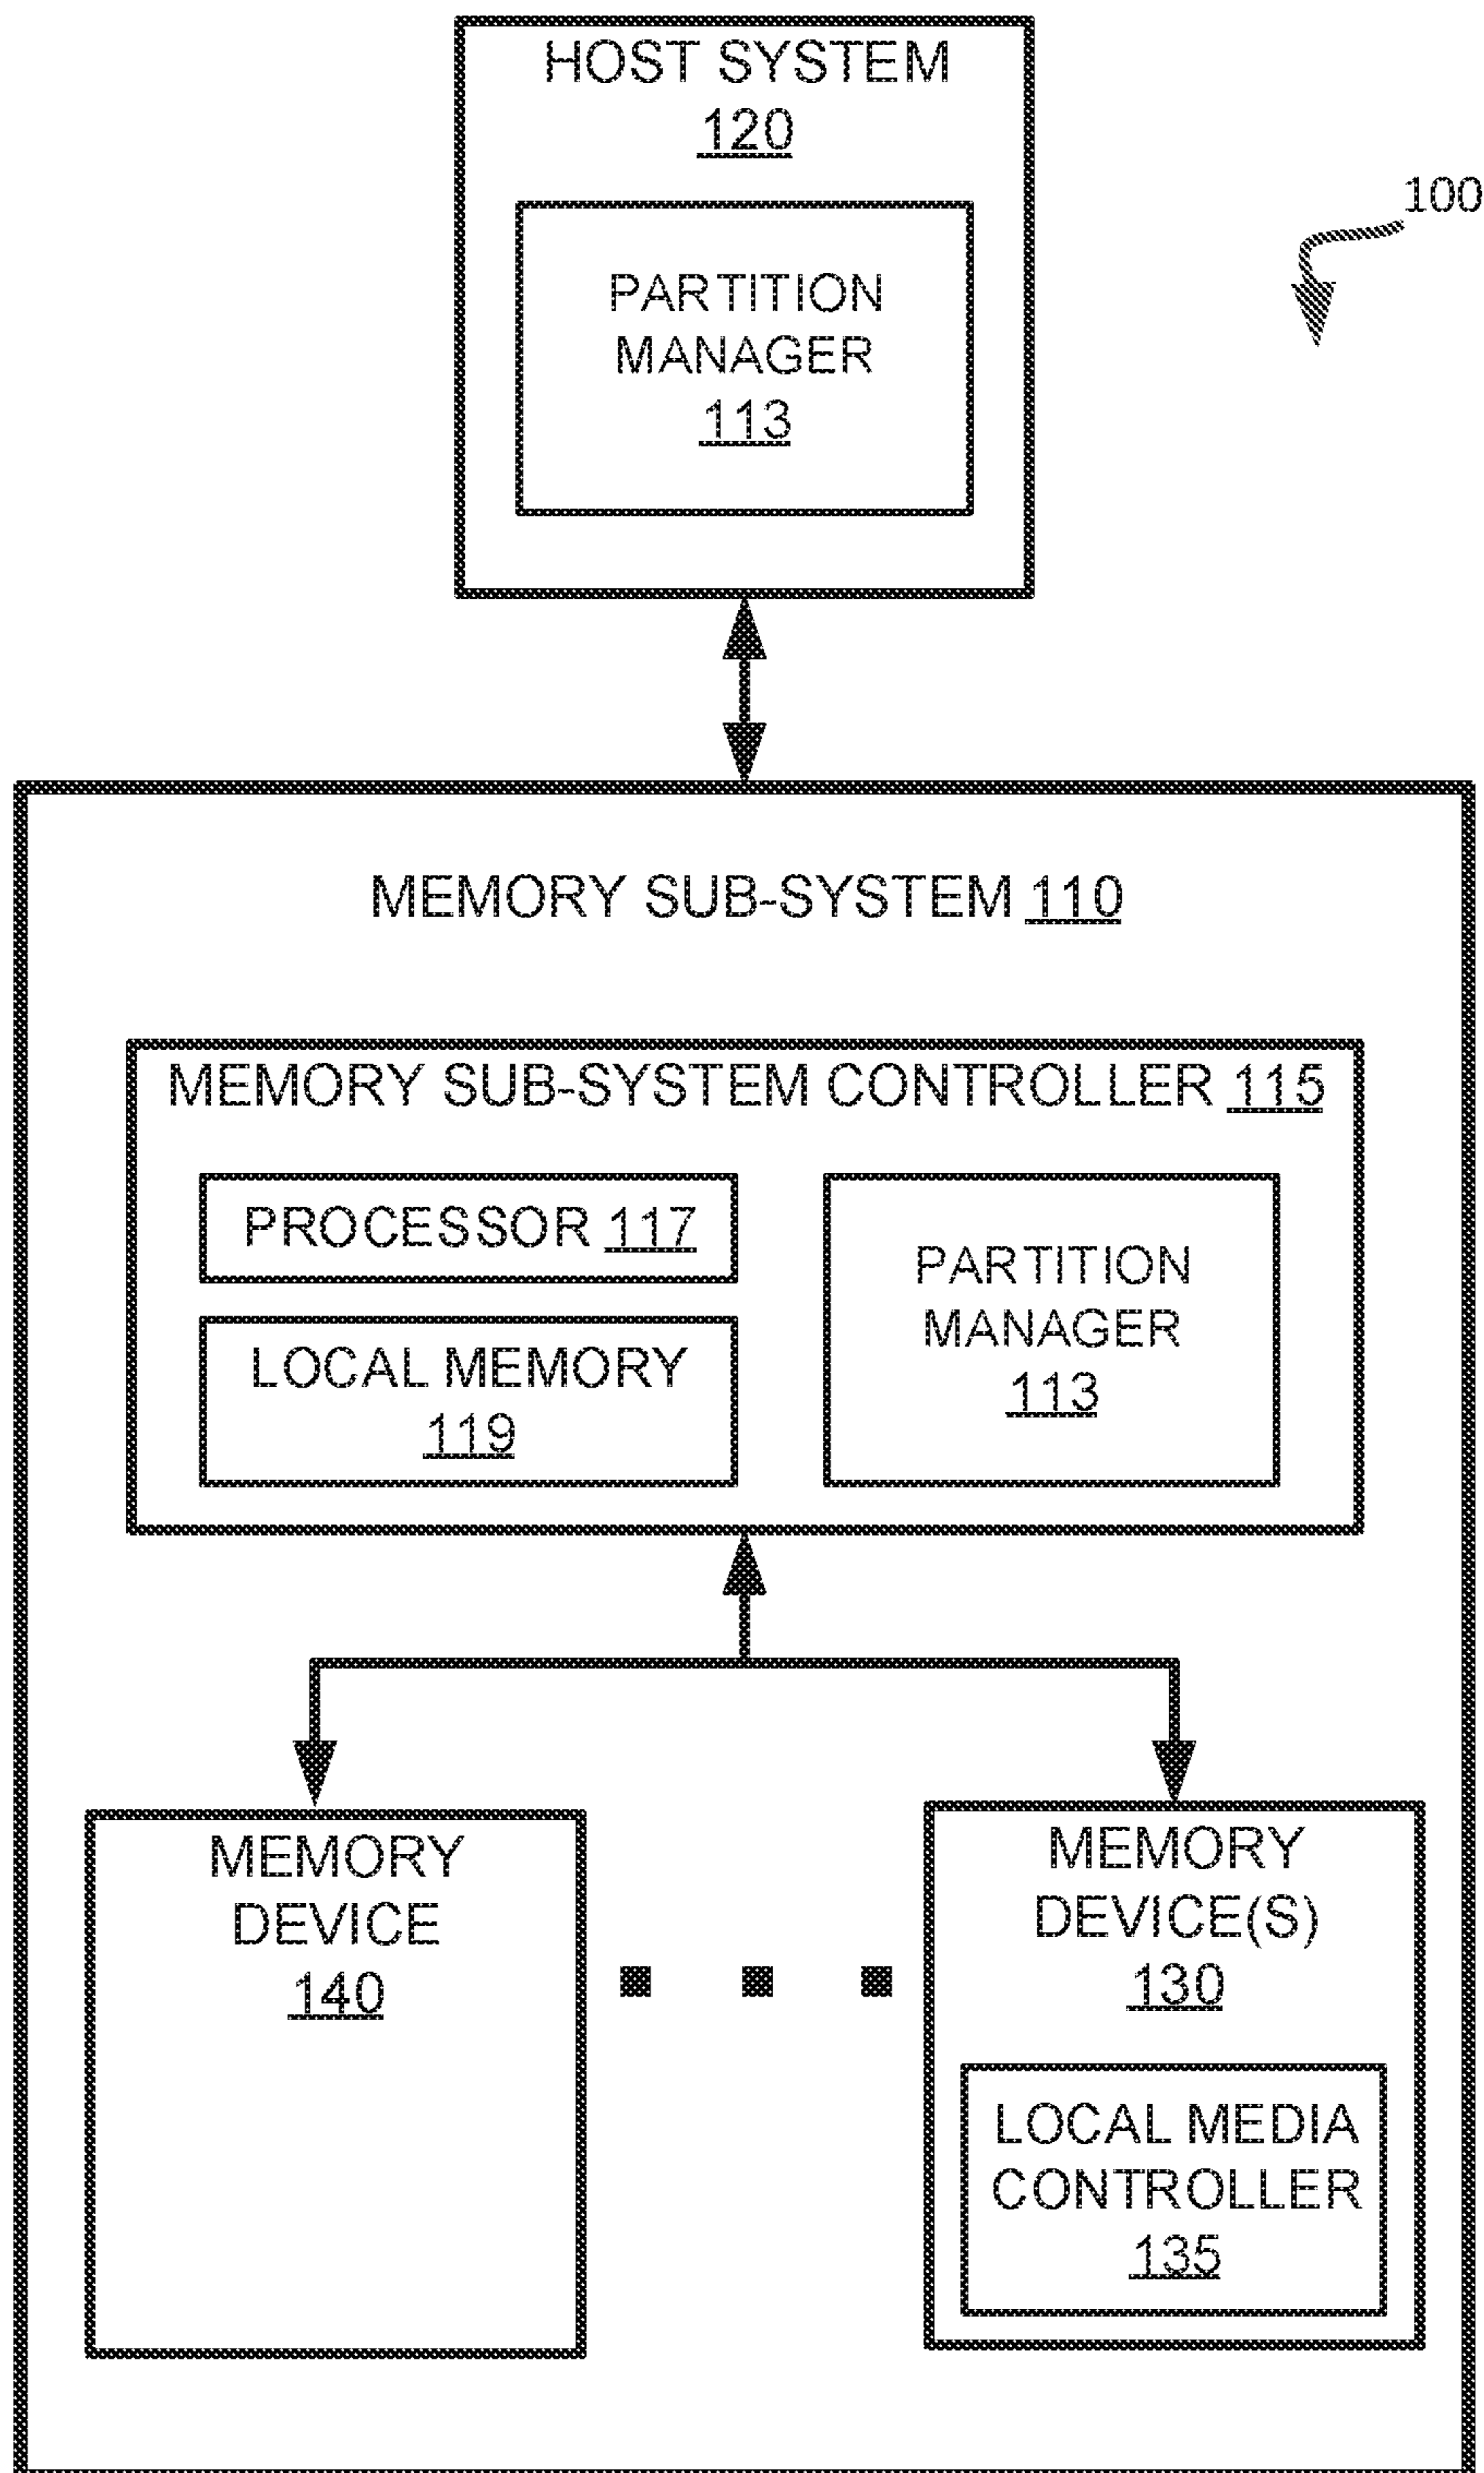 HOST SYSTEM
120
100
PARTITION
MANAGER
113
MEMORY SUB-SYSTEM 110
MEMORY SUB-SYSTEM CONTROLLER 115
PROCESSOR 117
LOCAL MEMORY
119
PARTITION
MANAGER
113
MEMORY
DEVICE
140
MEMORY
DEVICE(S)
130
LOCAL MEDIA
CONTROLLER
135